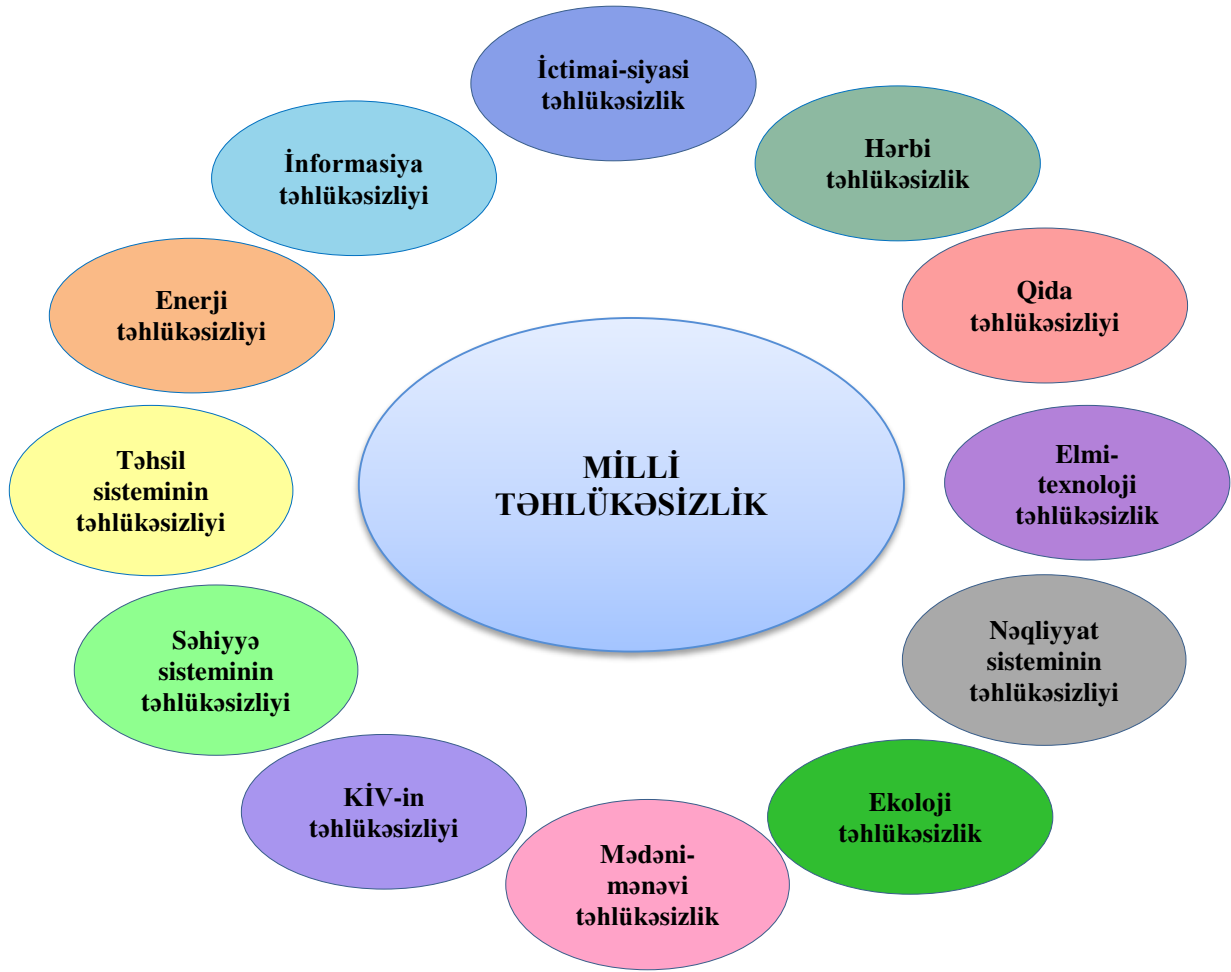 İctimai-siyasi
təhlükəsizlik
Hərbi
təhlükəsizlik
Qida
təhlükəsizliyi
Elmi-
texnoloji
təhlükəsizlik
Nəqliyyat
sisteminin
təhlükəsizliyi
Ekoloji
təhlükəsizlik
Mədəni-
mənəvi
təhlükəsizlik
KİV-in
təhlükəsizliyi
Səhiyyə
sisteminin
təhlükəsizliyi
Təhsil
sisteminin
təhlükəsizliyi
Enerji
təhlükəsizliyi
İnformasiya
təhlükəsizliyi
MİLLİ
TƏHLÜKƏSİZLİK